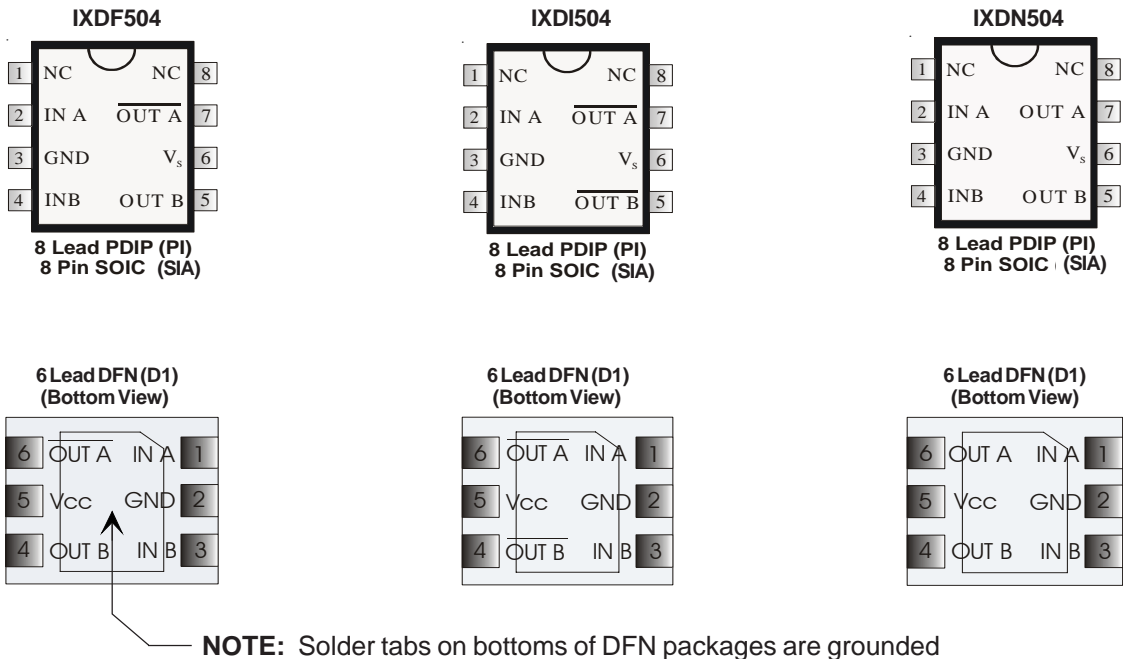 IXDF504
1 NC NC 8
2 IN A OUT A 7
3 GND Vs 6
4 INB OUT B 5
8 Lead PDIP (PI)
8 Pin SOIC (SIA)
IXDI504
1 NC NC 8
2 IN A OUT A 7
3 GND Vs 6
4 INB OUT B 5
8 Lead PDIP (PI)
8 Pin SOIC (SIA)
IXDN504
1 NC NC 8
2 IN A OUT A 7
3 GND Vs 6
4 INB OUT B 5
8 Lead PDIP (PI)
8 Pin SOIC (SIA)
6 Lead DFN (D1)
(Bottom View)
6 OUT A IN A 1
5 Vcc GND 2
4 OUT B IN B 3
6 Lead DFN (D1)
(Bottom View)
6 OUT A IN A 1
5 Vcc GND 2
4 OUT B IN B 3
6 Lead DFN (D1)
(Bottom View)
6 OUT A IN A 1
5 Vcc GND 2
4 OUT B IN B 3
NOTE: Solder tabs on bottoms of DFN packages are grounded